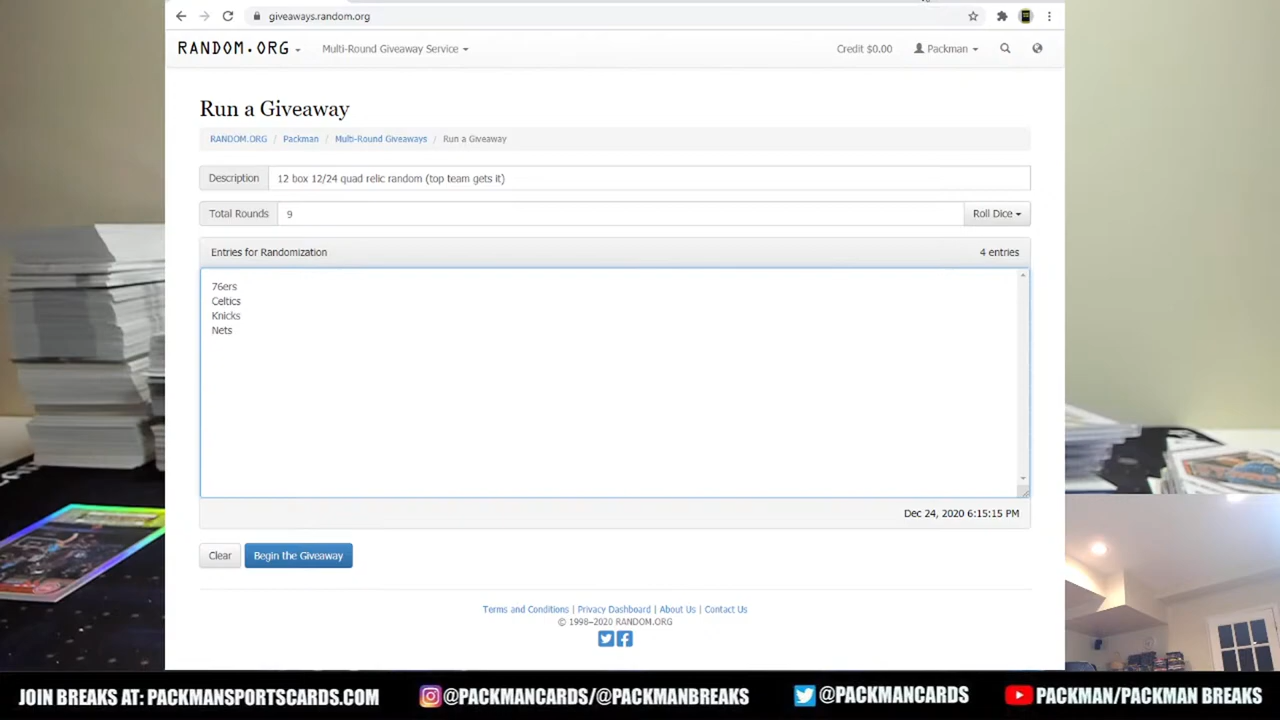 giveaways.random.org
RANDOM.ORG Multi-Round Giveaway Service Credit $0.00 Packman
Run a Giveaway
RANDOM.ORG / Packman / Multi-Round Giveaways / Run a Giveaway
Description 12 box 12/24 quad relic random (top team gets it)
Total Rounds 9 Roll Dice
Entries for Randomization 4 entries
76ers
Celtics
Knicks
Nets
Dec 24, 2020 6:15:15 PM
Clear Begin the Giveaway
Terms and Conditions | Privacy Dashboard | About Us | Contact Us
© 1998–2020 RANDOM.ORG
JOIN BREAKS AT: PACKMANSPORTSCARDS.COM @PACKMANCARDS/@PACKMANBREAKS @PACKMANCARDS PACKMAN/PACKMAN BREAKS